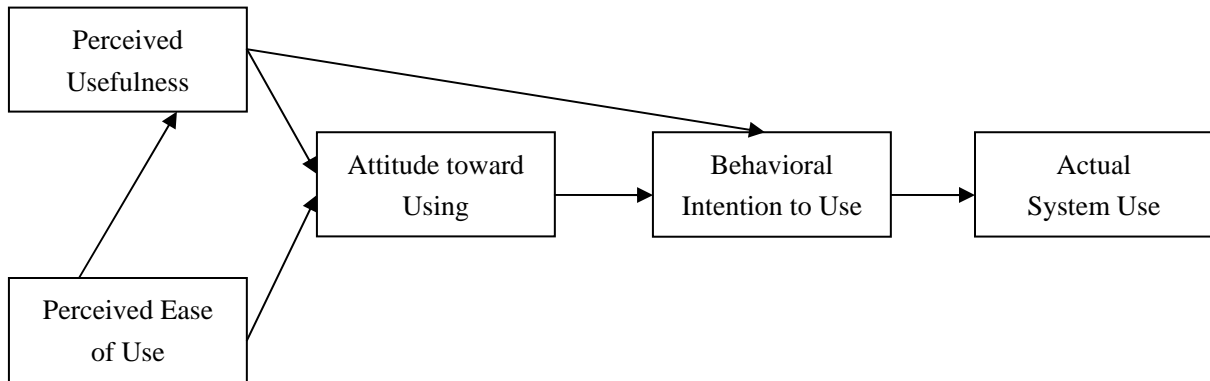 Perceived
Usefulness
Attitude toward
Using
Behavioral
Intention to Use
Actual
System Use
Perceived Ease
of Use